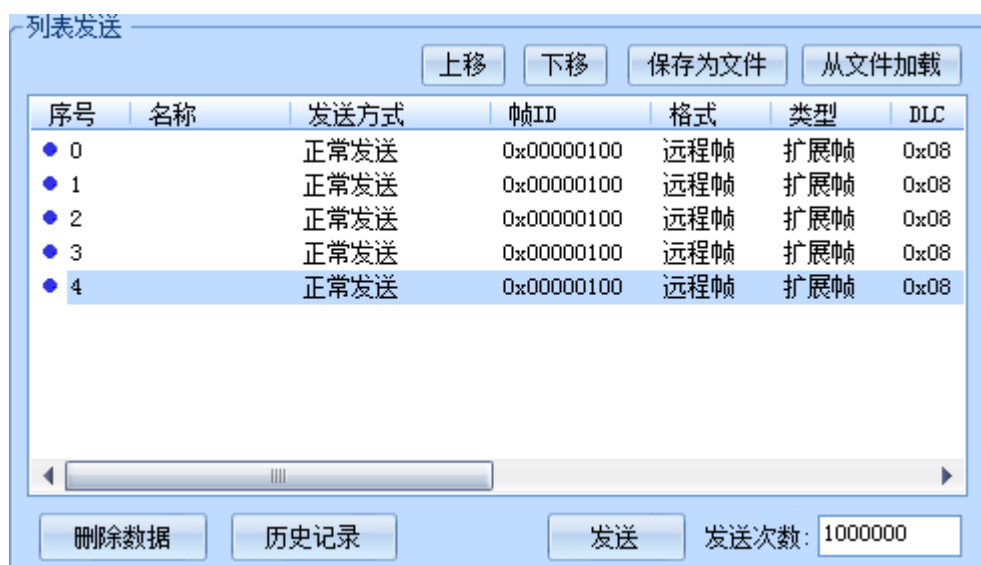 列表发送
上移 下移 保存为文件 从文件加载
序号 名称 发送方式 帧ID 格式 类型 DLC
0 正常发送 0x00000100 远程帧 扩展帧 0x08
1 正常发送 0x00000100 远程帧 扩展帧 0x08
2 正常发送 0x00000100 远程帧 扩展帧 0x08
3 正常发送 0x00000100 远程帧 扩展帧 0x08
4 正常发送 0x00000100 远程帧 扩展帧 0x08
删除数据 历史记录 发送 发送次数: 1000000